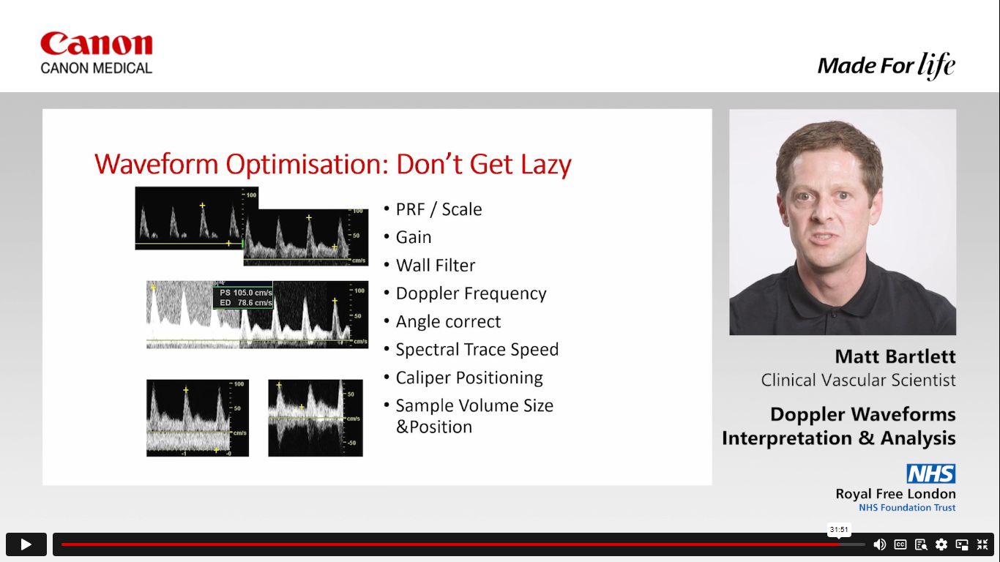 Canon
CANON MEDICAL
Made For life
Waveform Optimisation: Don't Get Lazy
100
100
50
cm/s
PS 105.0 cm/s
ED 78.6 cm/s
100
50
cm/s
100
50
cm/s
-1
-0
50
cm/s
-50
• PRF / Scale
• Gain
• Wall Filter
• Doppler Frequency
• Angle correct
• Spectral Trace Speed
• Caliper Positioning
• Sample Volume Size
&Position
Matt Bartlett
Clinical Vascular Scientist
Doppler Waveforms
Interpretation & Analysis
NHS
Royal Free London
NHS Foundation Trust
31:51
CC